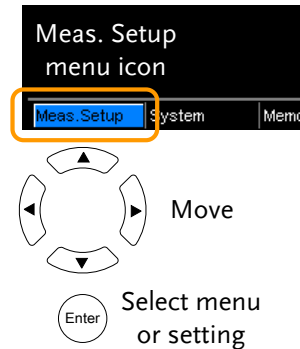 Meas. Setup
menu icon
Meas.Setup System
Move
Enter
Select menu
or setting